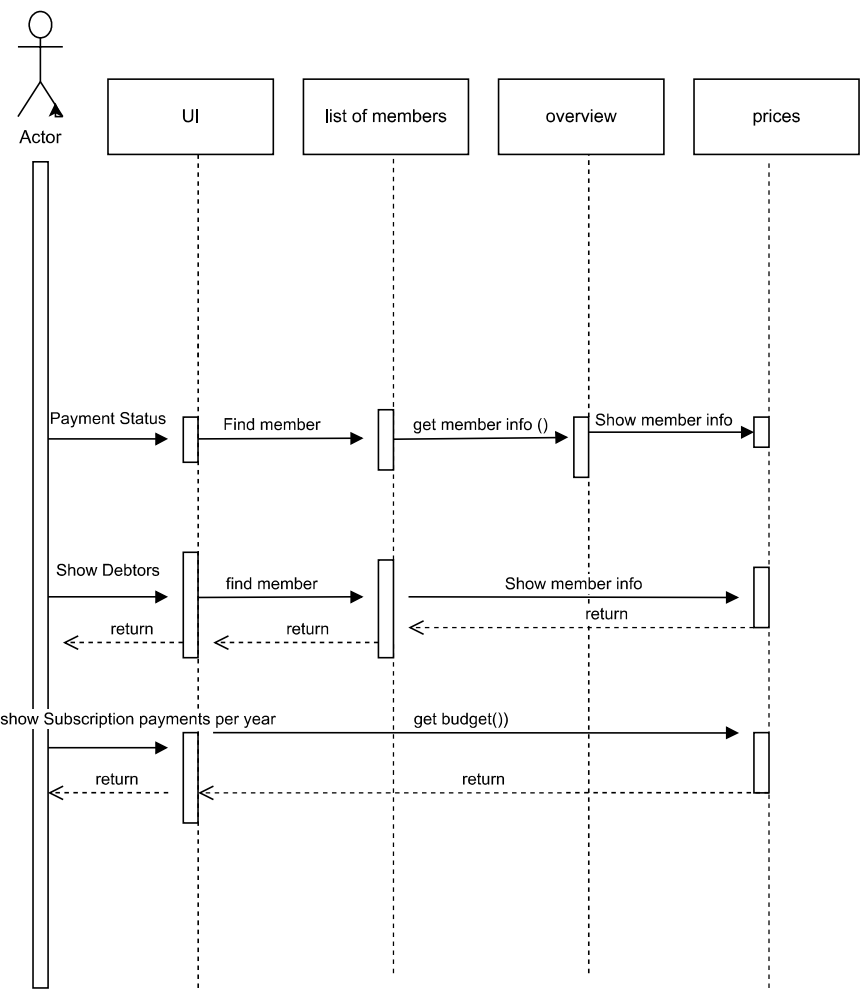 Actor
UI
list of members
overview
prices
Payment Status
Find member
get member info ()
Show member info
Show Debtors
find member
Show member info
return
return
return
show Subscription payments per year
get budget())
return
return